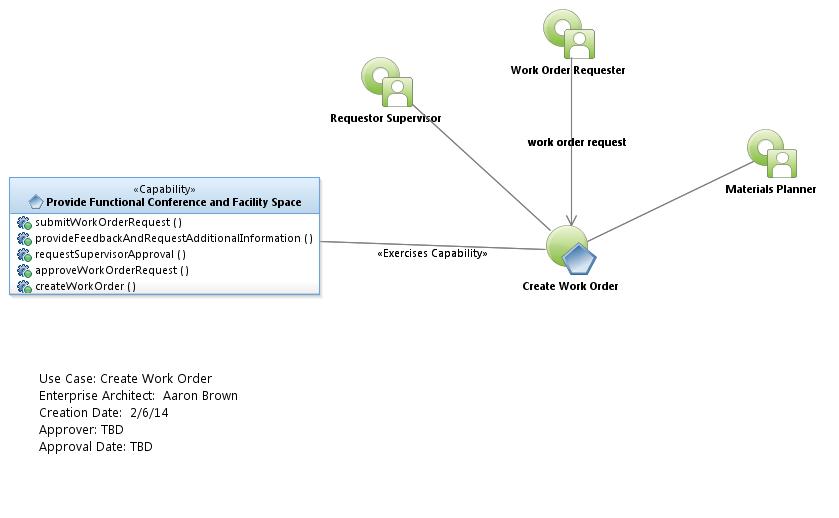 Work Order Requester
Requestor Supervisor
work order request
Materials Planner
«Capability»
Provide Functional Conference and Facility Space
submitWorkOrderRequest ( )
provideFeedbackAndRequestAdditionalInformation ( )
requestSupervisorApproval ( )
approveWorkOrderRequest ( )
createWorkOrder ( )
«Exercises Capability»
Create Work Order
Use Case: Create Work Order
Enterprise Architect:  Aaron Brown
Creation Date:  2/6/14
Approver: TBD
Approval Date: TBD